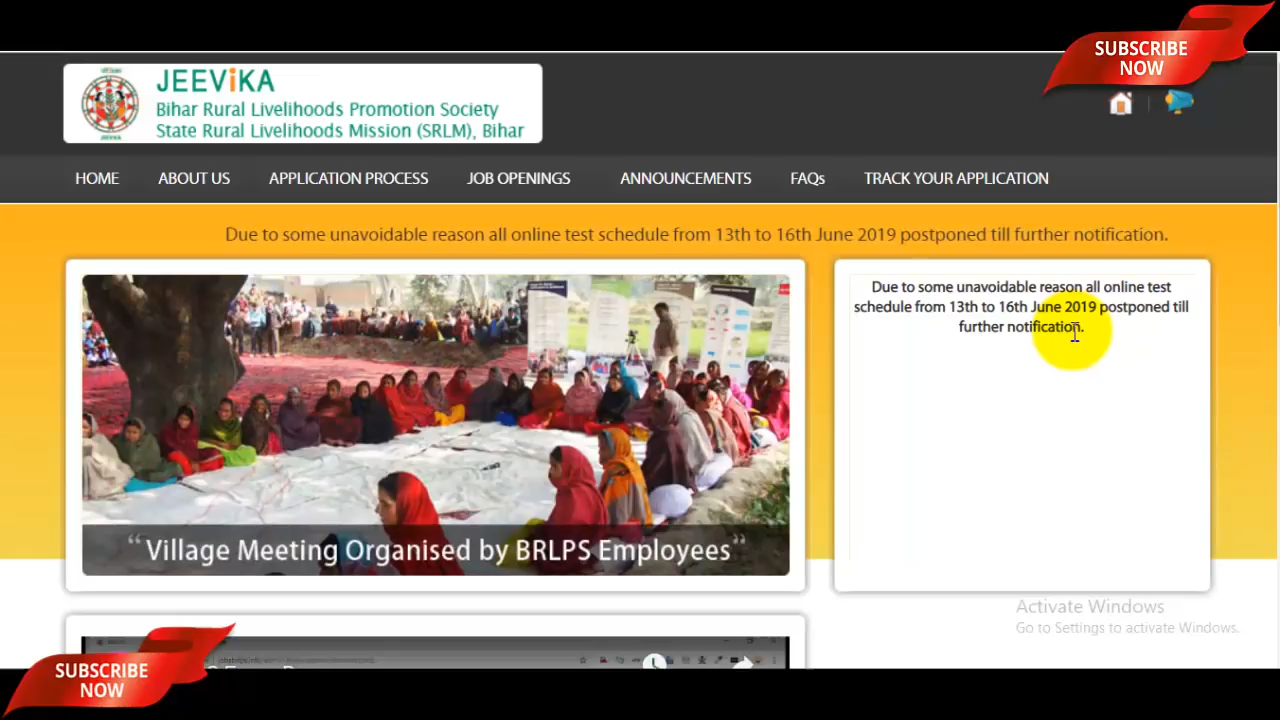 SUBSCRIBE
NOW
JEEViKA
Bihar Rural Livelihoods Promotion Society
State Rural Livelihoods Mission (SRLM), Bihar
HOME ABOUT US APPLICATION PROCESS JOB OPENINGS ANNOUNCEMENTS FAQs TRACK YOUR APPLICATION
Due to some unavoidable reason all online test schedule from 13th to 16th June 2019 postponed till further notification.
Due to some unavoidable reason all online test
schedule from 13th to 16th June 2019 postponed till
further notification.
“Village Meeting Organised by BRLPS Employees”
Activate Windows
Go to Settings to activate Windows.
SUBSCRIBE
NOW